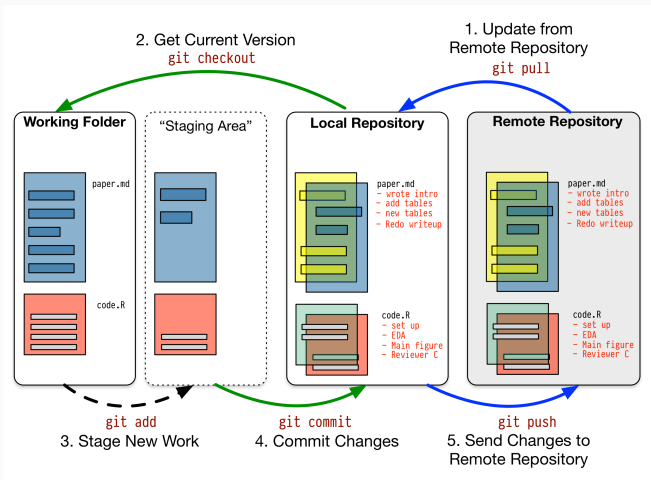 1. Update from
Remote Repository
git pull
2. Get Current Version
git checkout
Working Folder
paper.md
code.R
"Staging Area"
Local Repository
paper.md
- wrote intro
- add tables
- new tables
- Redo writeup
code.R
- set up
- EDA
- Main figure
- Reviewer C
Remote Repository
paper.md
- wrote intro
- add tables
- new tables
- Redo writeup
code.R
- set up
- EDA
- Main figure
- Reviewer C
git add
3. Stage New Work
git commit
4. Commit Changes
git push
5. Send Changes to
Remote Repository